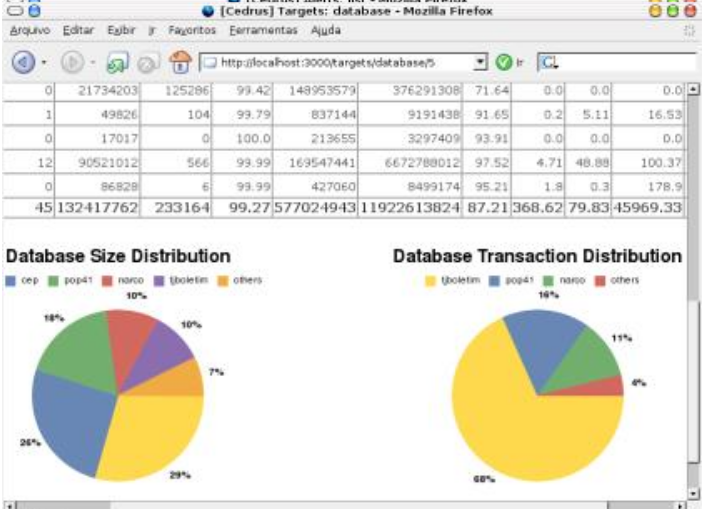 [Cedrus] Targets: database - Mozilla Firefox
Arquivo Editar Exibir Ir Favoritos Ferramentas Ajuda
http://localhost:3000/targets/database/5 Ir
0 21734203 125286 99.42 148953579 376291308 71.64 0.0 0.0 0.0
1 49826 104 99.79 837144 9191438 91.65 0.2 5.11 16.53
0 17017 0 100.0 213655 3297409 93.91 0.0 0.0 0.0
12 90521012 566 99.99 169547441 6672788012 97.52 4.71 48.88 100.37
0 86828 6 99.99 427060 8499174 95.21 1.8 0.3 178.9
45 132417762 233164 99.27 577024943 11922613824 87.21 368.62 79.83 45969.33
Database Size Distribution
cep pop41 narco tjboletim others
10%
18%
10%
7%
26%
29%
Database Transaction Distribution
tjboletim pop41 narco others
16%
11%
4%
68%